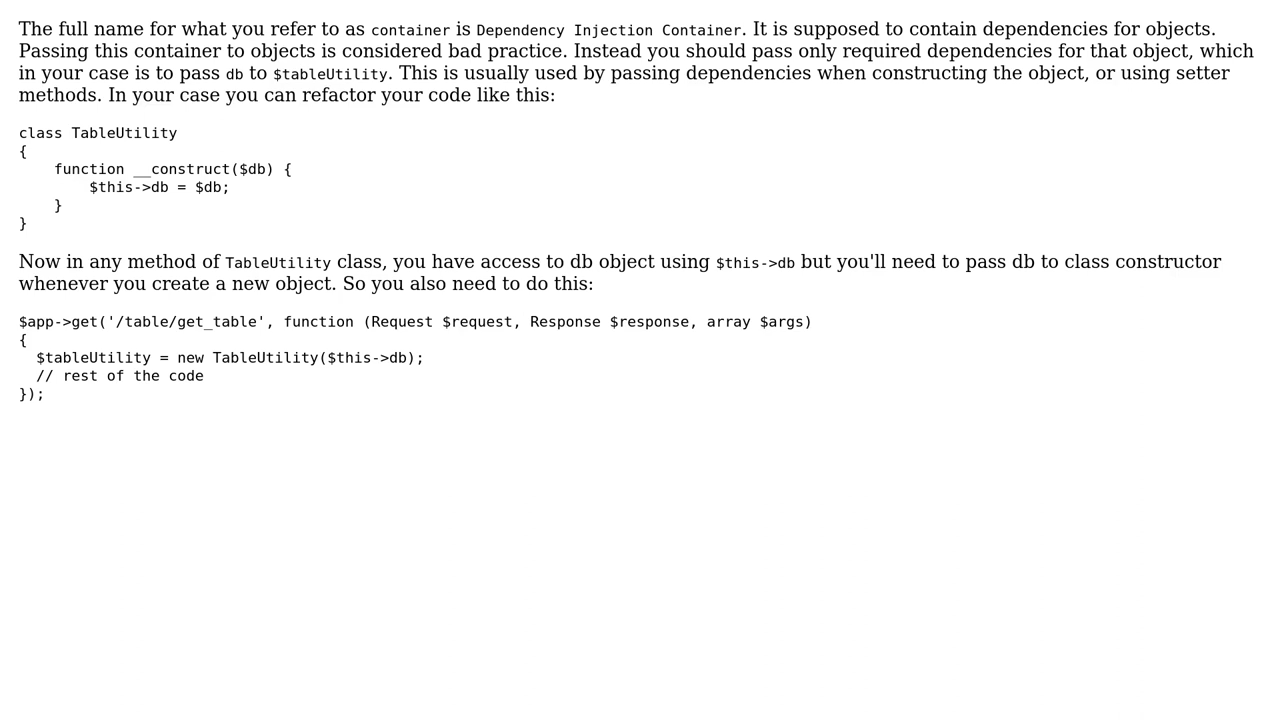 The full name for what you refer to as container is Dependency Injection Container. It is supposed to contain dependencies for objects.
Passing this container to objects is considered bad practice. Instead you should pass only required dependencies for that object, which
in your case is to pass db to $tableUtility. This is usually used by passing dependencies when constructing the object, or using setter
methods. In your case you can refactor your code like this:
class TableUtility
{
    function __construct($db) {
        $this->db = $db;
    }
}
Now in any method of TableUtility class, you have access to db object using $this->db but you'll need to pass db to class constructor
whenever you create a new object. So you also need to do this:
$app->get('/table/get_table', function (Request $request, Response $response, array $args)
{
  $tableUtility = new TableUtility($this->db);
  // rest of the code
});